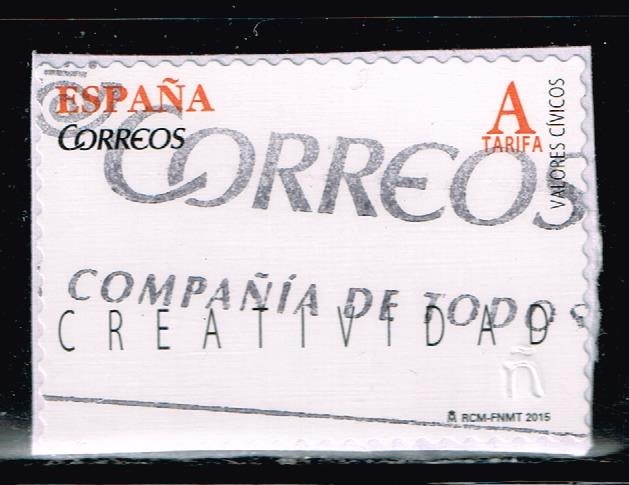 ESPAÑA
CORREOS
A
TARIFA
VALORES CÍVICOS
CORREOS
COMPAÑÍA DE TODOS
CREATIVIDAD
ñ
RCM-FNMT 2015